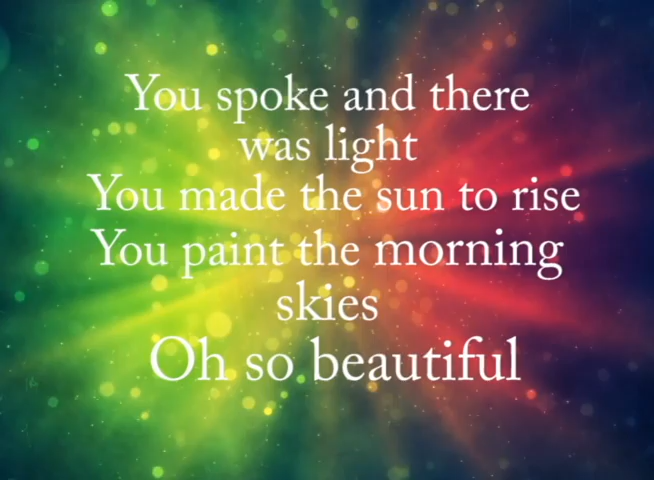 You spoke and there
was light
You made the sun to rise
You paint the morning
skies
Oh so beautiful